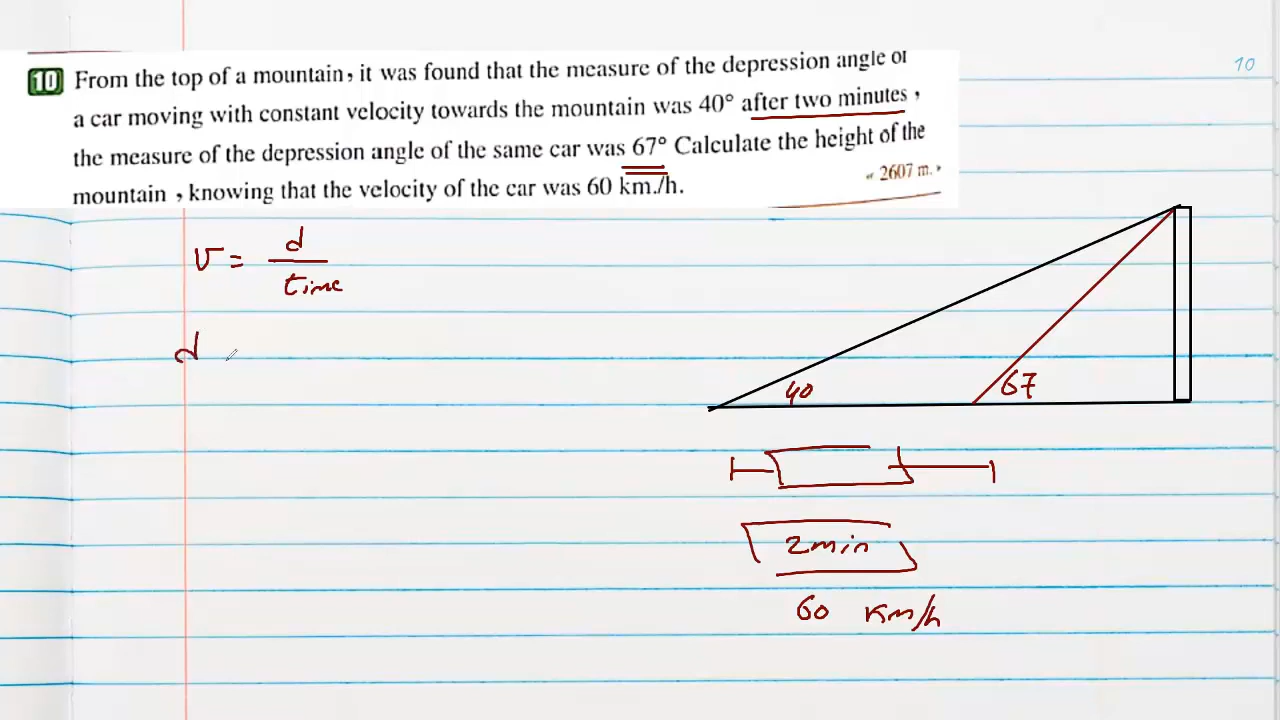 10
10 From the top of a mountain, it was found that the measure of the depression angle of
a car moving with constant velocity towards the mountain was 40° after two minutes,
the measure of the depression angle of the same car was 67° Calculate the height of the
mountain, knowing that the velocity of the car was 60 km./h.
« 2607 m. »
v = d
time
d
40
67
2min
60 Km/h